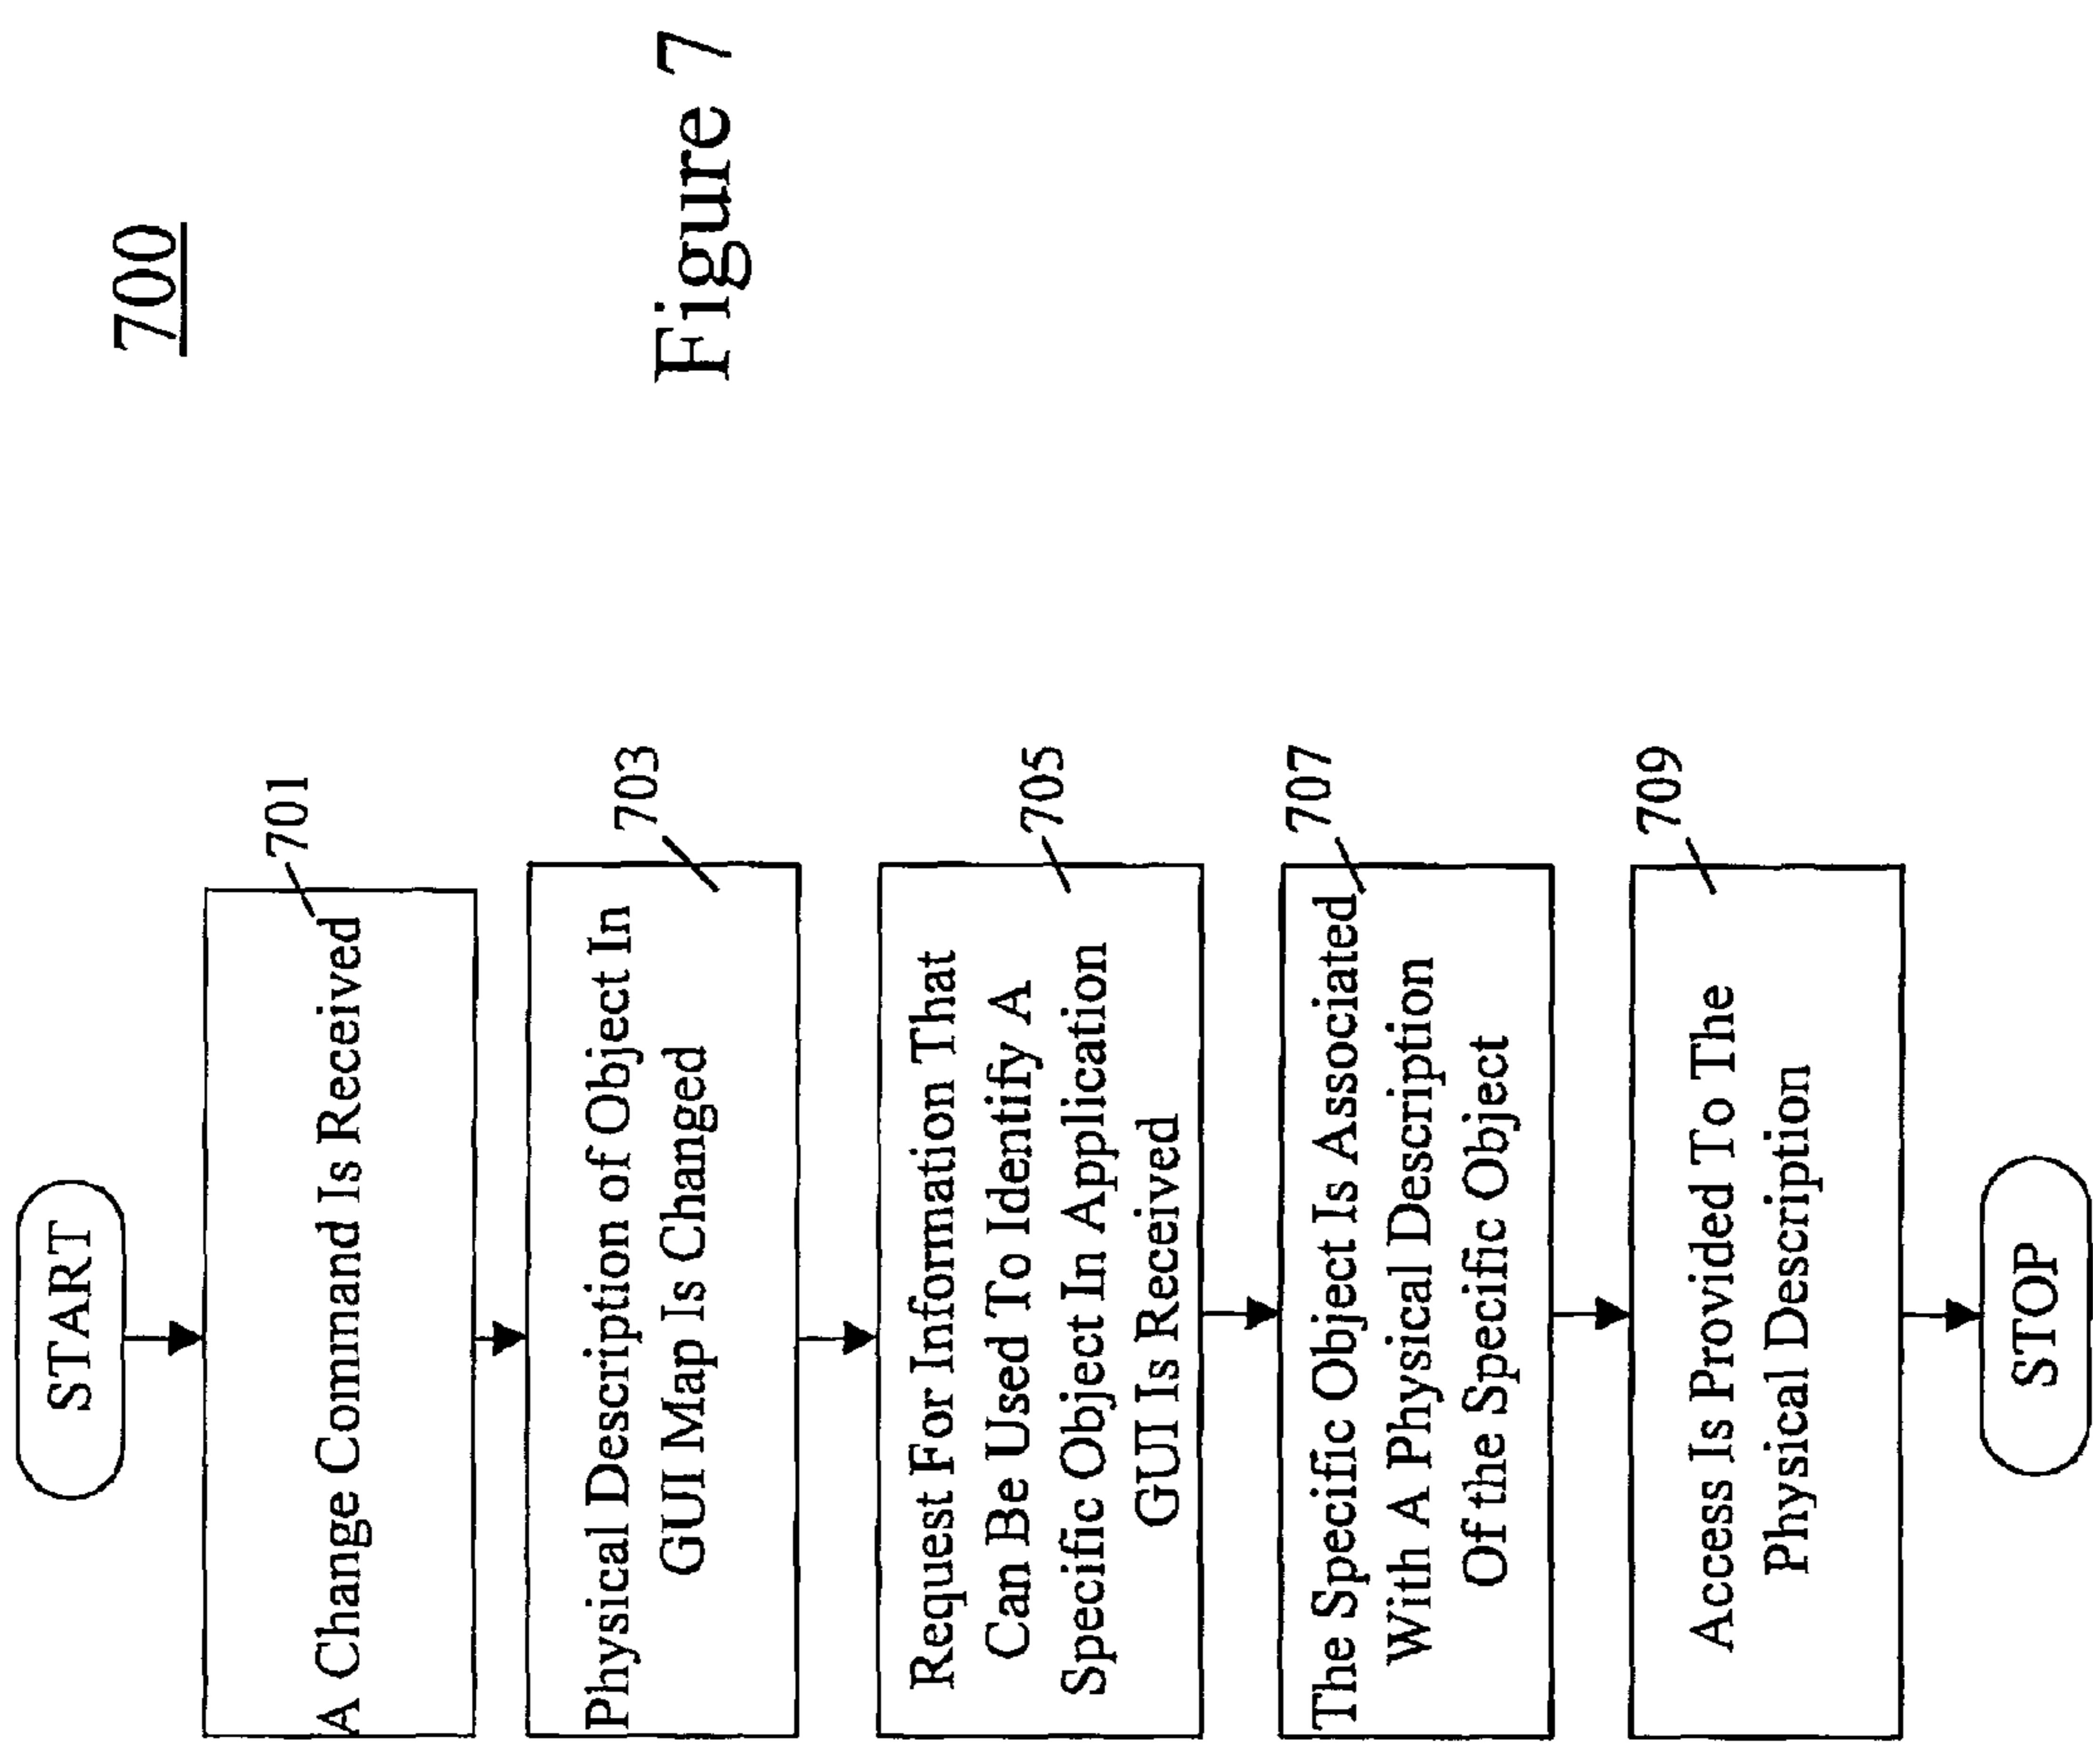 700
START
701
A Change Command Is Received
703
Physical Description of Object In
GUI Map Is Changed
705
Request For Information That
Can Be Used To Identify A
Specific Object In Application
GUI Is Received
707
The Specific Object Is Associated
With A Physical Description
Of the Specific Object
709
Access Is Provided To The
Physical Description
STOP
Figure 7